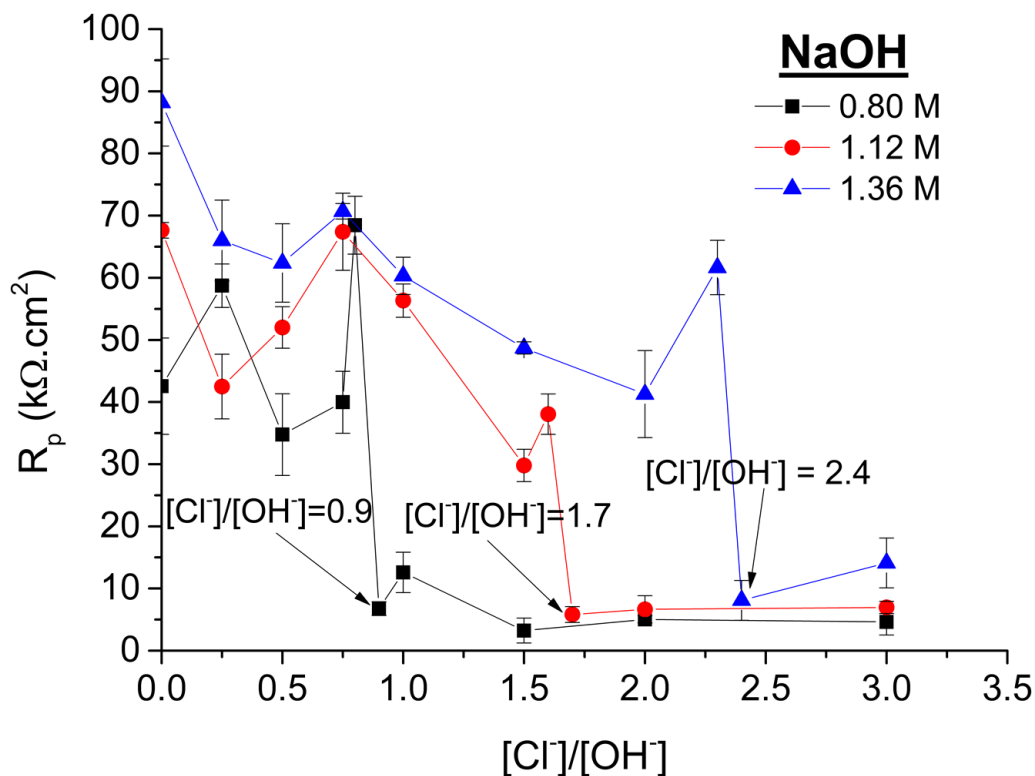 NaOH
0.80 M
1.12 M
1.36 M
100
90
80
70
60
50
40
30
20
10
0
Rp (kΩ.cm²)
[Cl⁻]/[OH⁻]=0.9
[Cl⁻]/[OH⁻]=1.7
[Cl⁻]/[OH⁻] = 2.4
0.0 0.5 1.0 1.5 2.0 2.5 3.0 3.5
[Cl⁻]/[OH⁻]